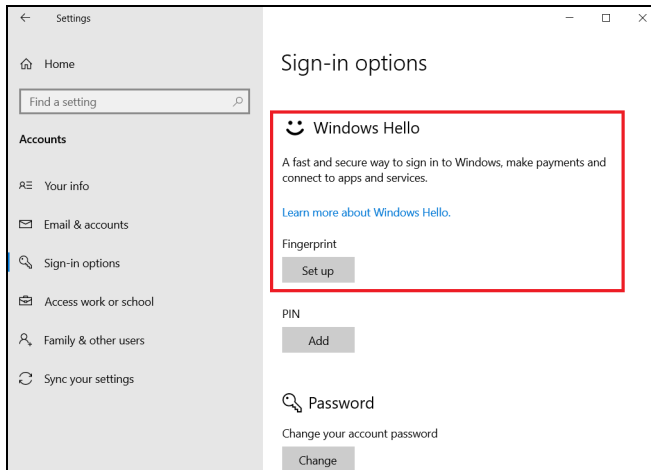 Settings
Home
Find a setting
Accounts
Your info
Email & accounts
Sign-in options
Access work or school
Family & other users
Sync your settings
Sign-in options
Windows Hello
A fast and secure way to sign in to Windows, make payments and
connect to apps and services.
Learn more about Windows Hello.
Fingerprint
Set up
PIN
Add
Password
Change your account password
Change